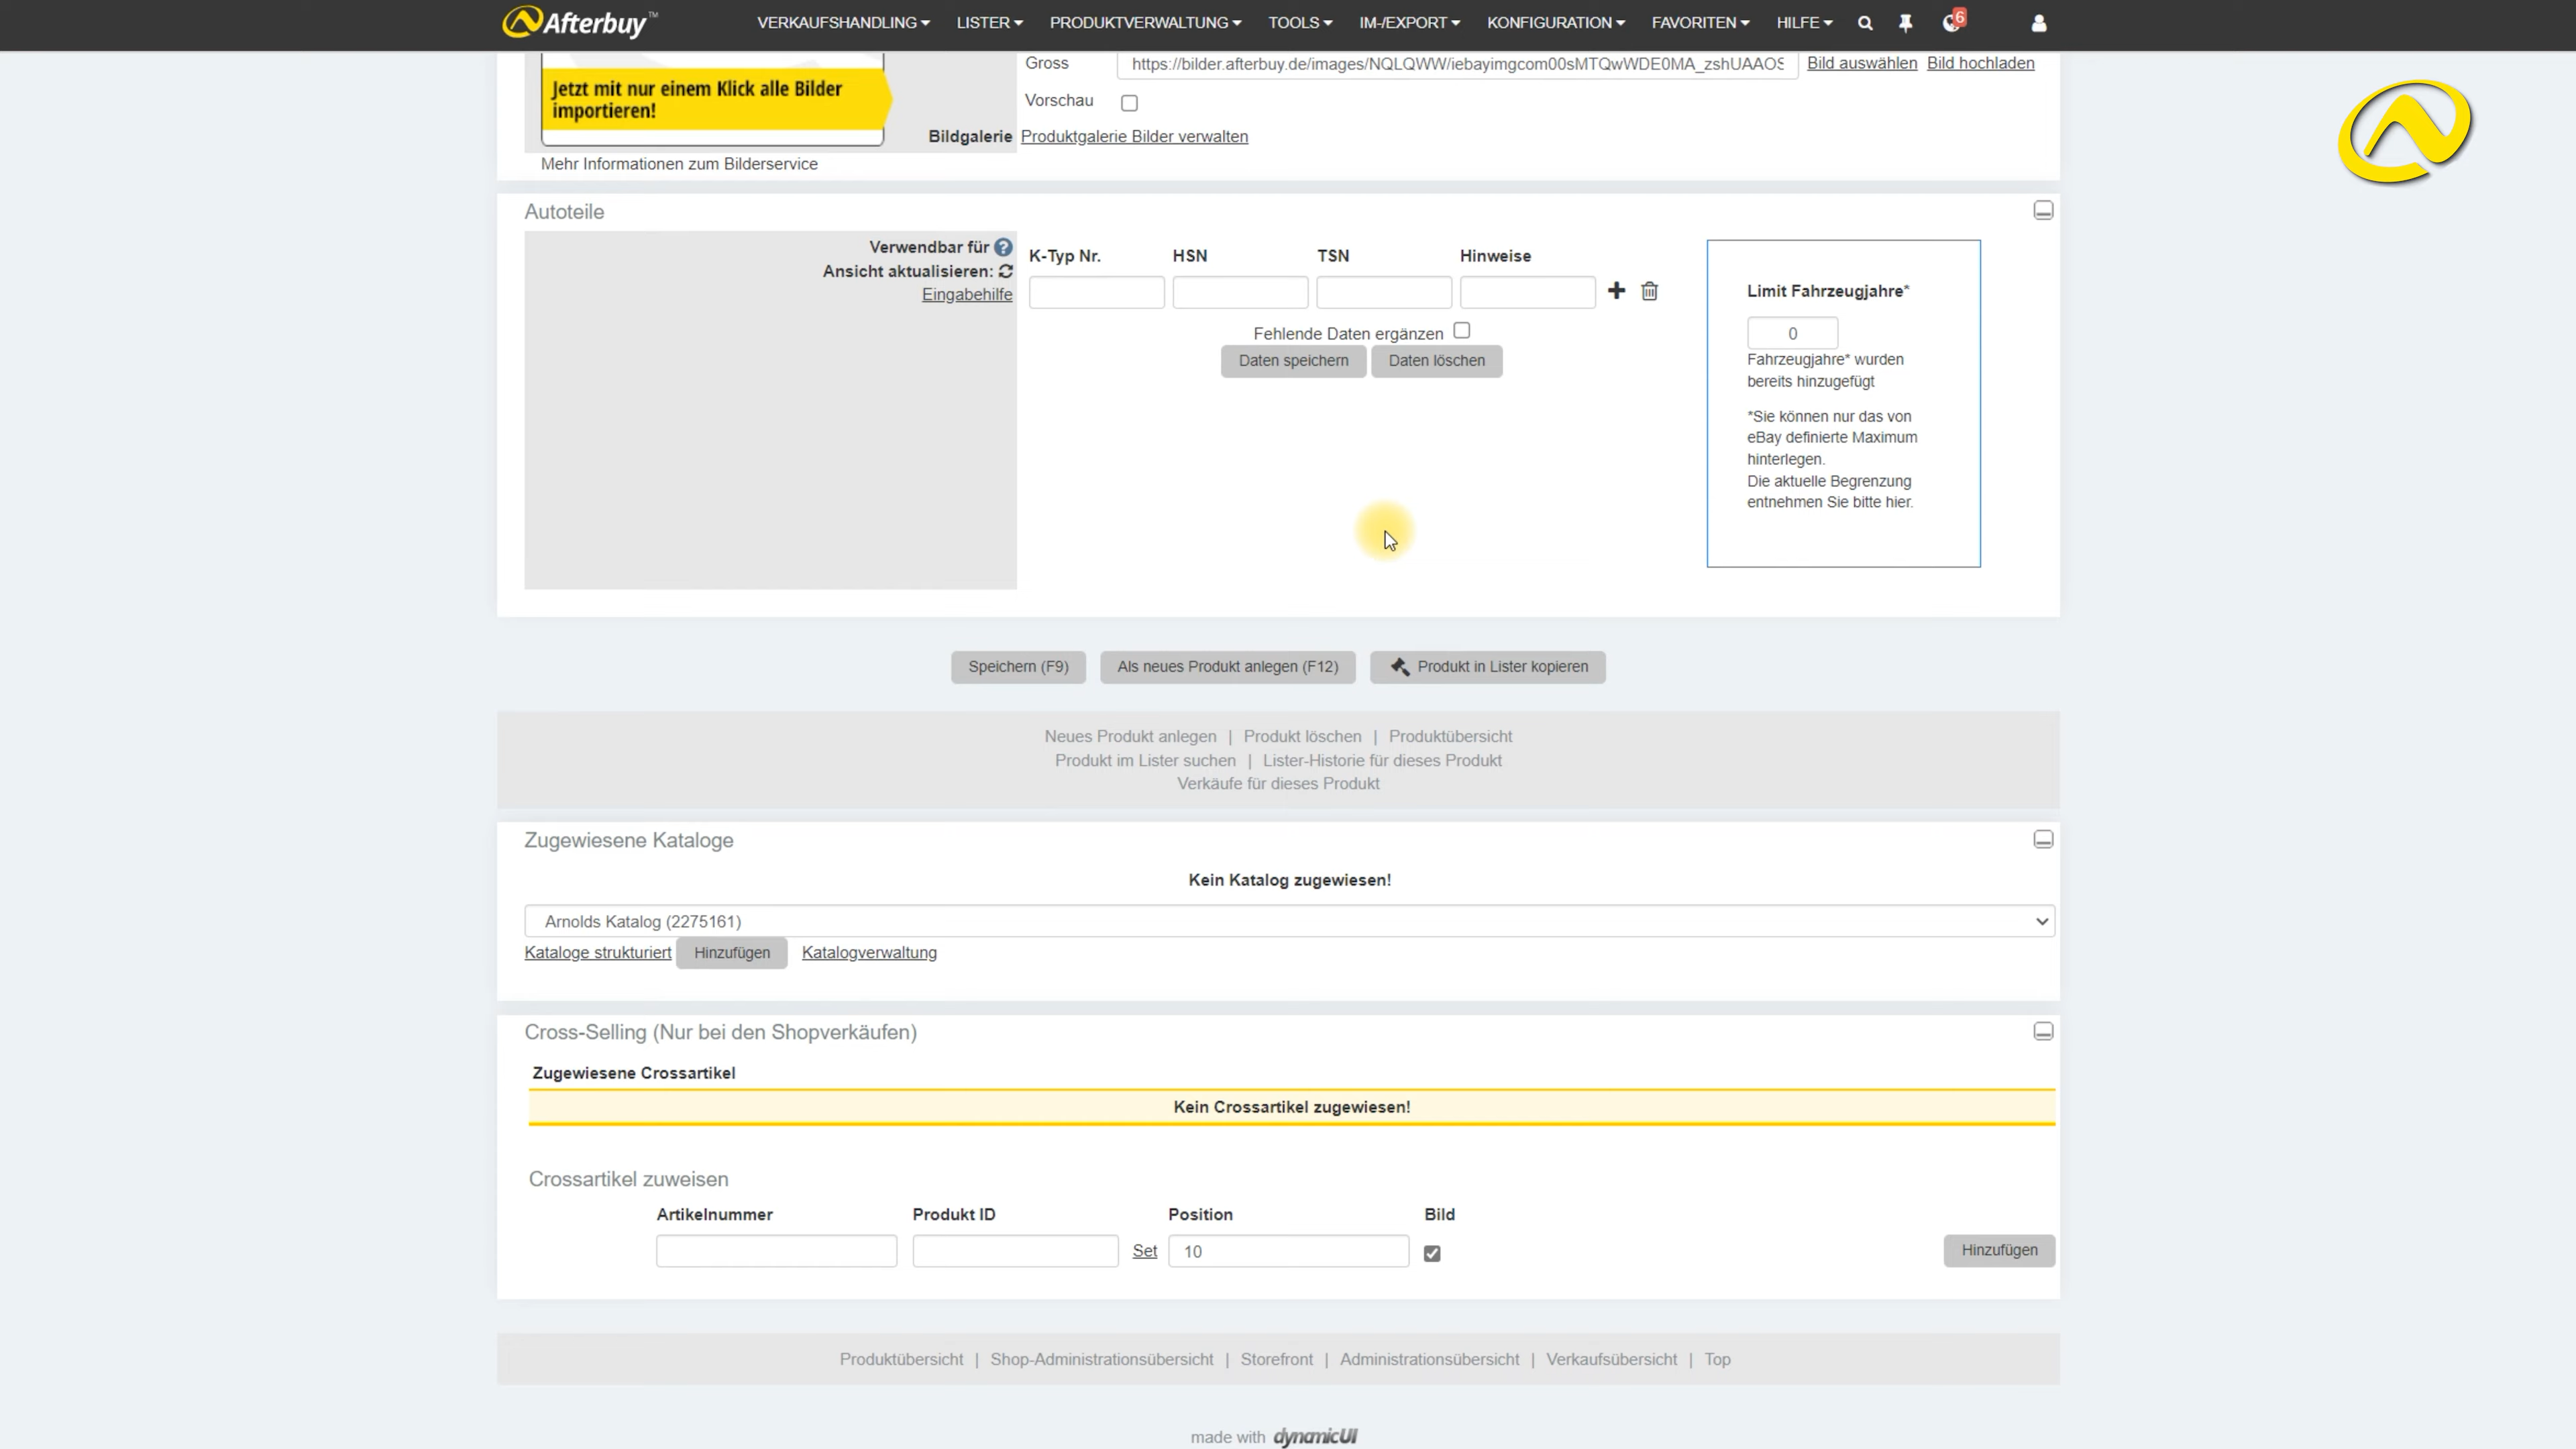 Afterbuy™ VERKAUFSHANDLING LISTER PRODUKTVERWALTUNG TOOLS IM-/EXPORT KONFIGURATION FAVORITEN HILFE 6
Jetzt mit nur einem Klick alle Bilder
importieren!
Gross https://bilder.afterbuy.de/images/NQLQWW/iebayimgcom00sMTQwWDE0MA_zshUAAOS Bild auswählen Bild hochladen
Vorschau
Bildgalerie Produktgalerie Bilder verwalten
Mehr Informationen zum Bilderservice
Autoteile
Verwendbar für ?
Ansicht aktualisieren:
Eingabehilfe
K-Typ Nr. HSN TSN Hinweise
Fehlende Daten ergänzen
Daten speichern Daten löschen
Limit Fahrzeugjahre*
0
Fahrzeugjahre* wurden
bereits hinzugefügt
*Sie können nur das von
eBay definierte Maximum
hinterlegen.
Die aktuelle Begrenzung
entnehmen Sie bitte hier.
Speichern (F9) Als neues Produkt anlegen (F12) Produkt in Lister kopieren
Neues Produkt anlegen | Produkt löschen | Produktübersicht
Produkt im Lister suchen | Lister-Historie für dieses Produkt
Verkäufe für dieses Produkt
Zugewiesene Kataloge
Kein Katalog zugewiesen!
Arnolds Katalog (2275161)
Kataloge strukturiert Hinzufügen Katalogverwaltung
Cross-Selling (Nur bei den Shopverkäufen)
Zugewiesene Crossartikel
Kein Crossartikel zugewiesen!
Crossartikel zuweisen
Artikelnummer Produkt ID Position Bild
Set 10 Hinzufügen
Produktübersicht | Shop-Administrationsübersicht | Storefront | Administrationsübersicht | Verkaufsübersicht | Top
made with dynamicUI